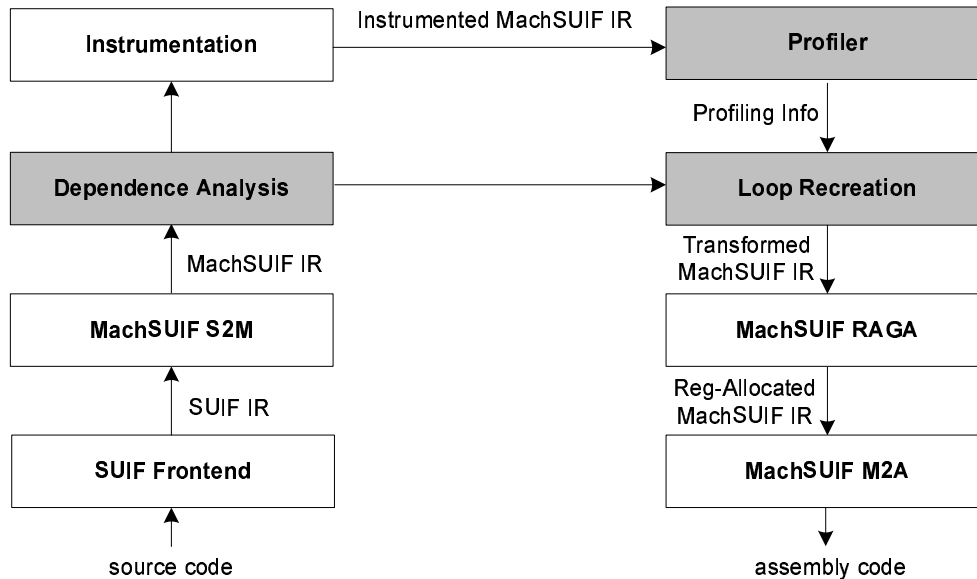 Instrumentation
Instrumented MachSUIF IR
Profiler
Profiling Info
Dependence Analysis
Loop Recreation
MachSUIF IR
Transformed
MachSUIF IR
MachSUIF S2M
MachSUIF RAGA
SUIF IR
Reg-Allocated
MachSUIF IR
SUIF Frontend
MachSUIF M2A
source code
assembly code